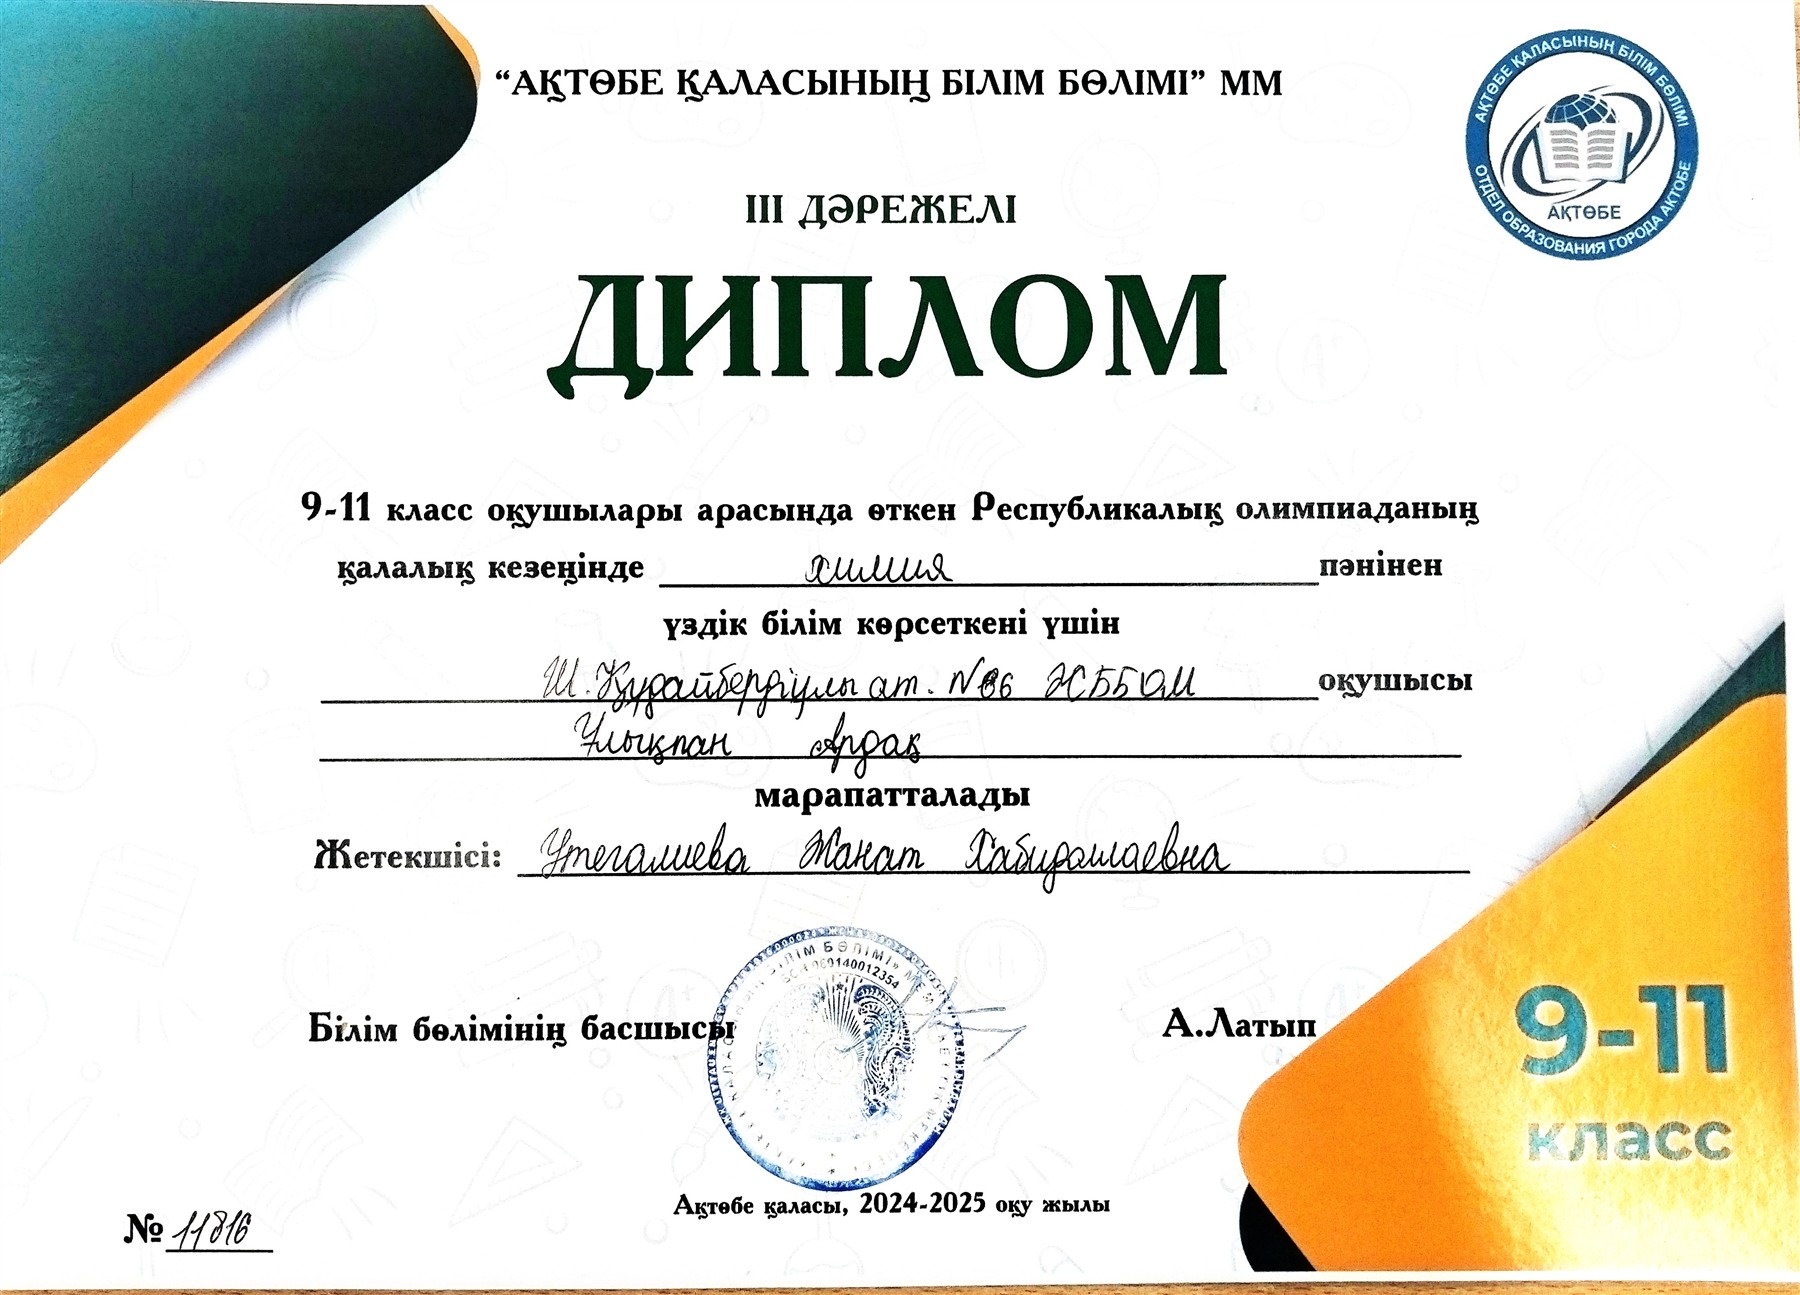 “АҚТӨБЕ ҚАЛАСЫНЫҢ БІЛІМ БӨЛІМІ” ММ
АҚТӨБЕ ҚАЛАСЫНЫҢ БІЛІМ БӨЛІМІ
АҚТӨБЕ
ОТДЕЛ ОБРАЗОВАНИЯ ГОРОДА АКТОБЕ
III ДӘРЕЖЕЛІ
ДИПЛОМ
9-11 класс оқушылары арасында өткен Республикалық олимпиаданың
қалалық кезеңінде химия пәнінен
үздік білім көрсеткені үшін
Ш. Құдайбердіұлы ат. №66 ЖББОМ оқушысы
Ұлықпан Ардақ
марапатталады
Жетекшісі: Утегалиева Жанат Хабидоллаевна
БІЛІМ БӨЛІМІ»
Білім бөлімінің басшысы А.Латып
9-11
класс
Ақтөбе қаласы, 2024-2025 оқу жылы
№ 11816